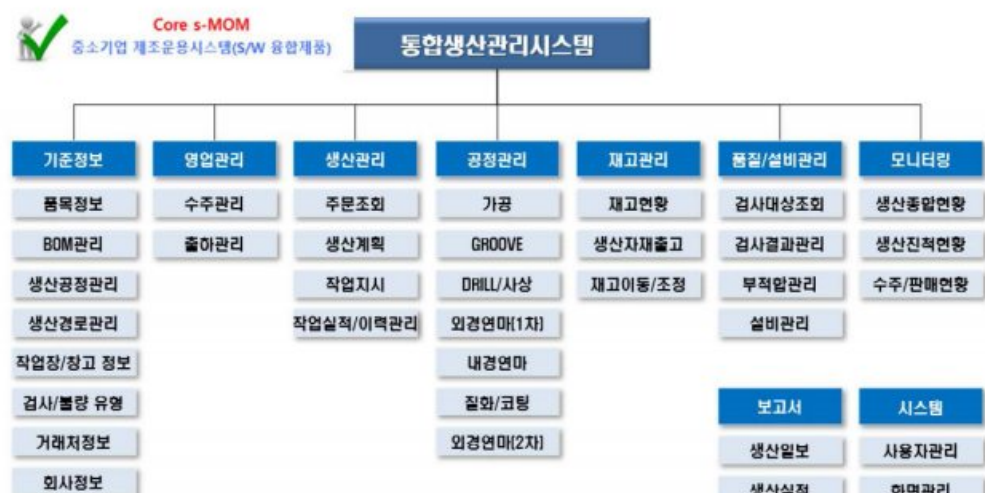 Core s-MOM
중소기업 제조운용시스템(S/W 융합제품)
통합생산관리시스템
기준정보
품목정보
BOM관리
생산공정관리
생산경로관리
작업장/창고 정보
검사/불량 유형
거래처정보
회사정보
영업관리
수주관리
출하관리
생산관리
주문조회
생산계획
작업지시
작업실적/이력관리
공정관리
가공
GROOVE
DRILL/사상
외경연마(1차)
내경연마
질화/코팅
외경연마(2차)
재고관리
재고현황
생산자재출고
재고이동/조정
품질/설비관리
검사대상조회
검사결과관리
부적합관리
설비관리
모니터링
생산종합현황
생산진척현황
수주/판매현황
보고서
생산일보
생산실적
시스템
사용자관리
화면관리